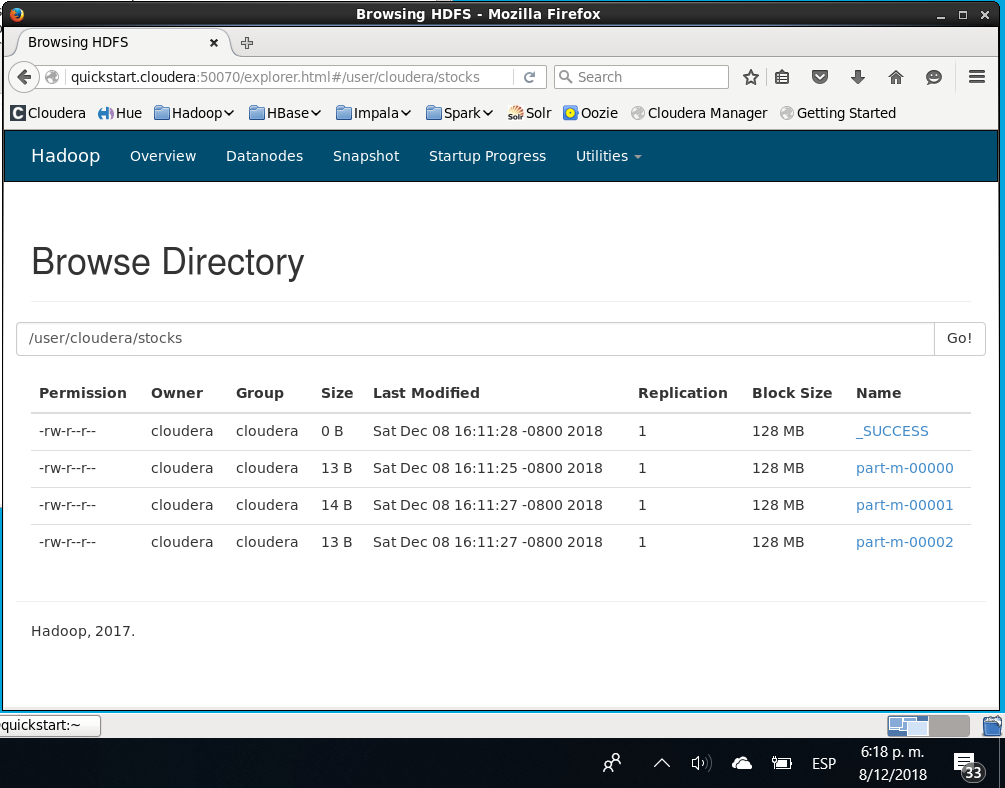 Browsing HDFS - Mozilla Firefox
Browsing HDFS
quickstart.cloudera:50070/explorer.html#/user/cloudera/stocks Search
Cloudera Hue Hadoop HBase Impala Spark Solr Oozie Cloudera Manager Getting Started
Hadoop Overview Datanodes Snapshot Startup Progress Utilities
Browse Directory
/user/cloudera/stocks Go!
Permission Owner Group Size Last Modified Replication Block Size Name
-rw-r--r-- cloudera cloudera 0 B Sat Dec 08 16:11:28 -0800 2018 1 128 MB _SUCCESS
-rw-r--r-- cloudera cloudera 13 B Sat Dec 08 16:11:25 -0800 2018 1 128 MB part-m-00000
-rw-r--r-- cloudera cloudera 14 B Sat Dec 08 16:11:27 -0800 2018 1 128 MB part-m-00001
-rw-r--r-- cloudera cloudera 13 B Sat Dec 08 16:11:27 -0800 2018 1 128 MB part-m-00002
Hadoop, 2017.
quickstart:~
ESP 6:18 p. m.
8/12/2018 33